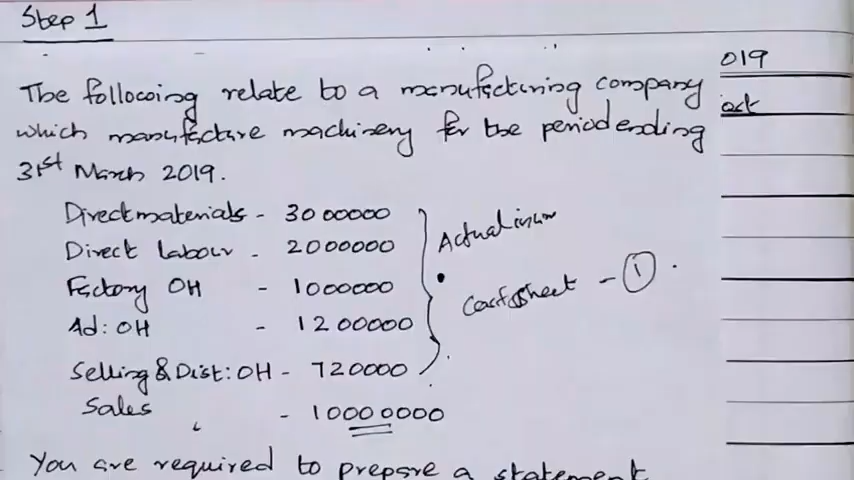 Step 1
The following relate to a manufacturing company
which manufacture machinery for the period ending
31st March 2019.
Direct materials - 3000000
Direct labour - 2000000
Factory OH - 1000000
Ad: OH - 1200000
Selling & Dist: OH - 720000
Sales - 10000000
Actual
Cost sheet - 1
You are required to prepare a statement
019